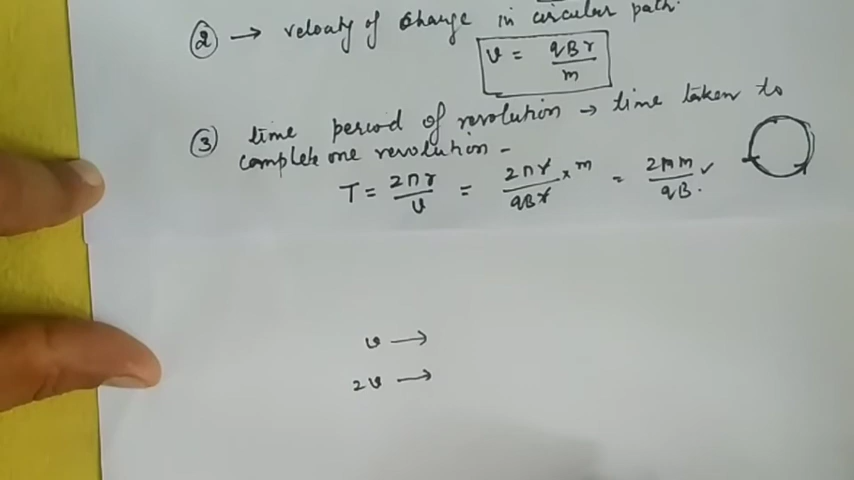 ② → velocity of charge in circular path.
v = qBr/m
③ time period of revolution → time taken to
complete one revolution -
T = 2πr/v = 2πr/qBr × m = 2πm/qB. ✓
v →
2v →